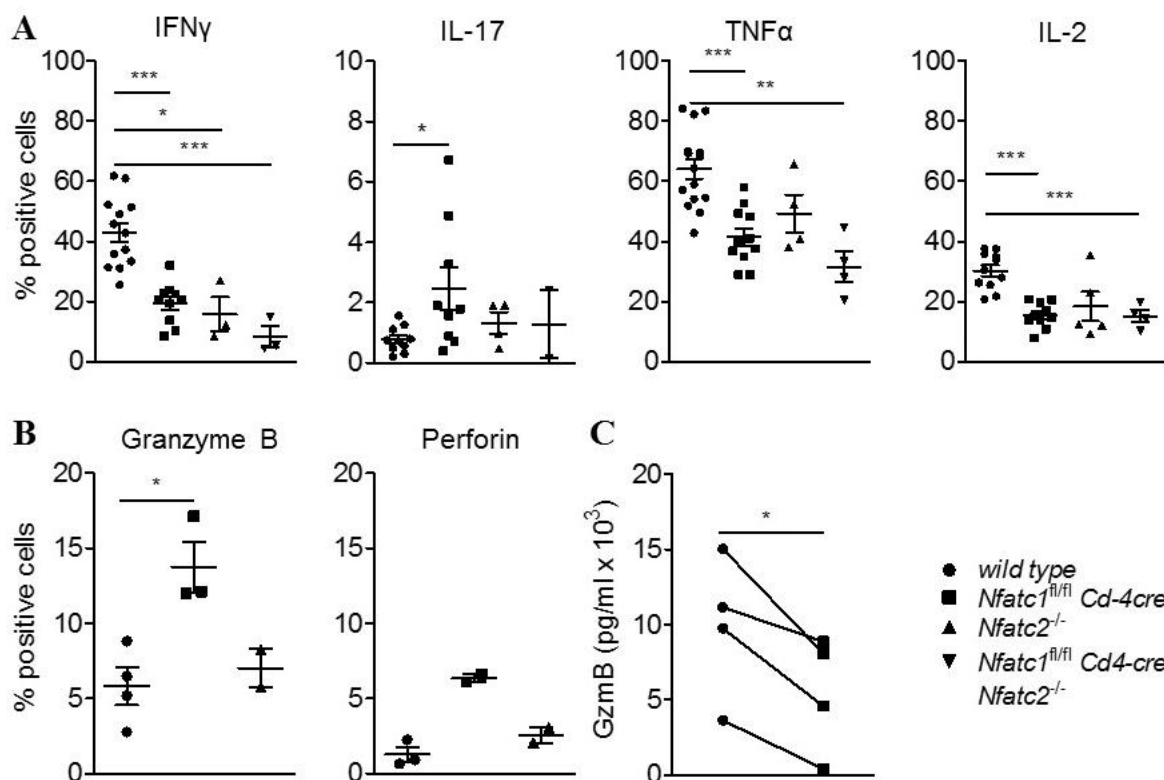 A
IFNγ
IL-17
TNFα
IL-2
% positive cells
100
80
60
40
20
0
***
*
***
10
8
6
4
2
0
*
100
80
60
40
20
0
***
**
100
80
60
40
20
0
***
***
B
Granzyme B
Perforin
C
% positive cells
20
15
10
5
0
*
20
15
10
5
0
GzmB (pg/ml x 10³)
20
15
10
5
0
*
wild type
Nfatc1fl/fl Cd-4cre
Nfatc2-/-
Nfatc1fl/fl Cd4-cre
Nfatc2-/-